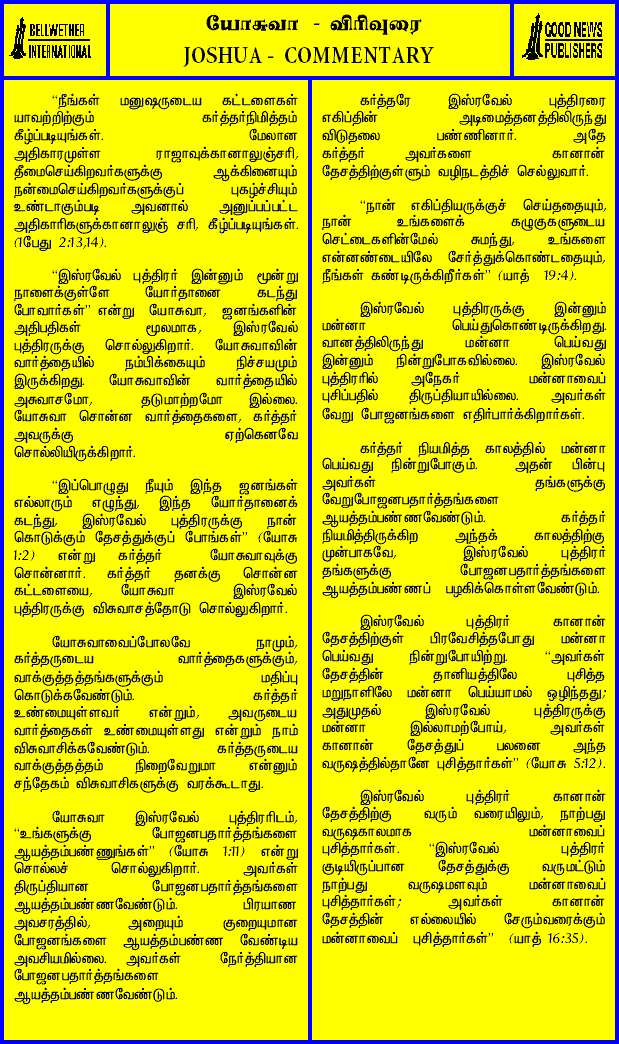 BELLWETHER
INTERNATIONAL
யோசுவா - விரிவுரை
JOSHUA - COMMENTARY
GOOD NEWS
PUBLISHERS
“நீங்கள் மனுஷருடைய கட்டளைகள்
யாவற்றிற்கும் கர்த்தர்நிமித்தம்
கீழ்ப்படியுங்கள். மேலான
அதிகாரமுள்ள ராஜாவுக்கானாலுஞ்சரி,
தீமைசெய்கிறவர்களுக்கு ஆக்கினையும்
நன்மைசெய்கிறவர்களுக்குப் புகழ்ச்சியும்
உண்டாகும்படி அவனால் அனுப்பப்பட்ட
அதிகாரிகளுக்கானாலுஞ் சரி, கீழ்ப்படியுங்கள்.
(1பேது 2:13,14).
“இஸ்ரவேல் புத்திரர் இன்னும் மூன்று
நாளைக்குள்ளே யோர்தானை கடந்து
போவார்கள்” என்று யோசுவா, ஜனங்களின்
அதிபதிகள் மூலமாக, இஸ்ரவேல்
புத்திரருக்கு சொல்லுகிறார். யோசுவாவின்
வார்த்தையில் நம்பிக்கையும் நிச்சயமும்
இருக்கிறது. யோசுவாவின் வார்த்தையில்
அசுவாசமோ, தடுமாற்றமோ இல்லை.
யோசுவா சொன்ன வார்த்தைகளை, கர்த்தர்
அவருக்கு ஏற்கெனவே
சொல்லியிருக்கிறார்.
“இப்பொழுது நீயும் இந்த ஜனங்கள்
எல்லாரும் எழுந்து, இந்த யோர்தானைக்
கடந்து, இஸ்ரவேல் புத்திரருக்கு நான்
கொடுக்கும் தேசத்துக்குப் போங்கள்” (யோசு
1:2) என்று கர்த்தர் யோசுவாவுக்கு
சொன்னார். கர்த்தர் தனக்கு சொன்ன
கட்டளையை, யோசுவா இஸ்ரவேல்
புத்திரருக்கு விசுவாசத்தோடு சொல்லுகிறார்.
யோசுவாவைப்போலவே நாமும்,
கர்த்தருடைய வார்த்தைகளுக்கும்,
வாக்குத்தத்தங்களுக்கும் மதிப்பு
கொடுக்கவேண்டும். கர்த்தர்
உண்மையுள்ளவர் என்றும், அவருடைய
வார்த்தைகள் உண்மையுள்ளது என்றும் நாம்
விசுவாசிக்கவேண்டும். கர்த்தருடைய
வாக்குத்தத்தம் நிறைவேறுமா என்னும்
சந்தேகம் விசுவாசிகளுக்கு வரக்கூடாது.
யோசுவா இஸ்ரவேல் புத்திரரிடம்,
“உங்களுக்கு போஜனபதார்த்தங்களை
ஆயத்தம்பண்ணுங்கள்” (யோசு 1:11) என்று
சொல்லச் சொல்லுகிறார். அவர்கள்
திருப்தியான போஜனபதார்த்தங்களை
ஆயத்தம்பண்ணவேண்டும். பிரயாண
அவசரத்தில், அறையும் குறையுமான
போஜனங்களை ஆயத்தம்பண்ண வேண்டிய
அவசியமில்லை. அவர்கள் நேர்த்தியான
போஜனபதார்த்தங்களை
ஆயத்தம்பண்ணவேண்டும்.
கர்த்தரே இஸ்ரவேல் புத்திரரை
எகிப்தின் அடிமைத்தனத்திலிருந்து
விடுதலை பண்ணினார். அதே
கர்த்தர் அவர்களை கானான்
தேசத்திற்குள்ளும் வழிநடத்திச் செல்லுவார்.
“நான் எகிப்தியருக்குச் செய்ததையும்,
நான் உங்களைக் கழுகுகளுடைய
செட்டைகளின்மேல் சுமந்து, உங்களை
என்னண்டையிலே சேர்த்துக்கொண்டதையும்,
நீங்கள் கண்டிருக்கிறீர்கள்” (யாத் 19:4).
இஸ்ரவேல் புத்திரருக்கு இன்னும்
மன்னா பெய்துகொண்டிருக்கிறது.
வானத்திலிருந்து மன்னா பெய்வது
இன்னும் நின்றுபோகவில்லை. இஸ்ரவேல்
புத்திரரில் அநேகர் மன்னாவைப்
புசிப்பதில் திருப்தியாயில்லை. அவர்கள்
வேறு போஜனங்களை எதிர்பார்க்கிறார்கள்.
கர்த்தர் நியமித்த காலத்தில் மன்னா
பெய்வது நின்றுபோகும். அதன் பின்பு
அவர்கள் தங்களுக்கு
வேறுபோஜனபதார்த்தங்களை
ஆயத்தம்பண்ணவேண்டும். கர்த்தர்
நியமித்திருக்கிற அந்தக் காலத்திற்கு
முன்பாகவே, இஸ்ரவேல் புத்திரர்
தங்களுக்கு போஜனபதார்த்தங்களை
ஆயத்தம்பண்ணப் பழகிக்கொள்ளவேண்டும்.
இஸ்ரவேல் புத்திரர் கானான்
தேசத்திற்குள் பிரவேசித்தபோது மன்னா
பெய்வது நின்றுபோயிற்று. “அவர்கள்
தேசத்தின் தானியத்திலே புசித்த
மறுநாளிலே மன்னா பெய்யாமல் ஒழிந்தது;
அதுமுதல் இஸ்ரவேல் புத்திரருக்கு
மன்னா இல்லாமற்போய், அவர்கள்
கானான் தேசத்துப் பலனை அந்த
வருஷத்தில்தானே புசித்தார்கள்” (யோசு 5:12).
இஸ்ரவேல் புத்திரர் கானான்
தேசத்திற்கு வரும் வரையிலும், நாற்பது
வருஷகாலமாக மன்னாவைப்
புசித்தார்கள். “இஸ்ரவேல் புத்திரர்
குடியிருப்பான தேசத்துக்கு வருமட்டும்
நாற்பது வருஷமளவும் மன்னாவைப்
புசித்தார்கள்; அவர்கள் கானான்
தேசத்தின் எல்லையில் சேரும்வரைக்கும்
மன்னாவைப் புசித்தார்கள்” (யாத் 16:35).